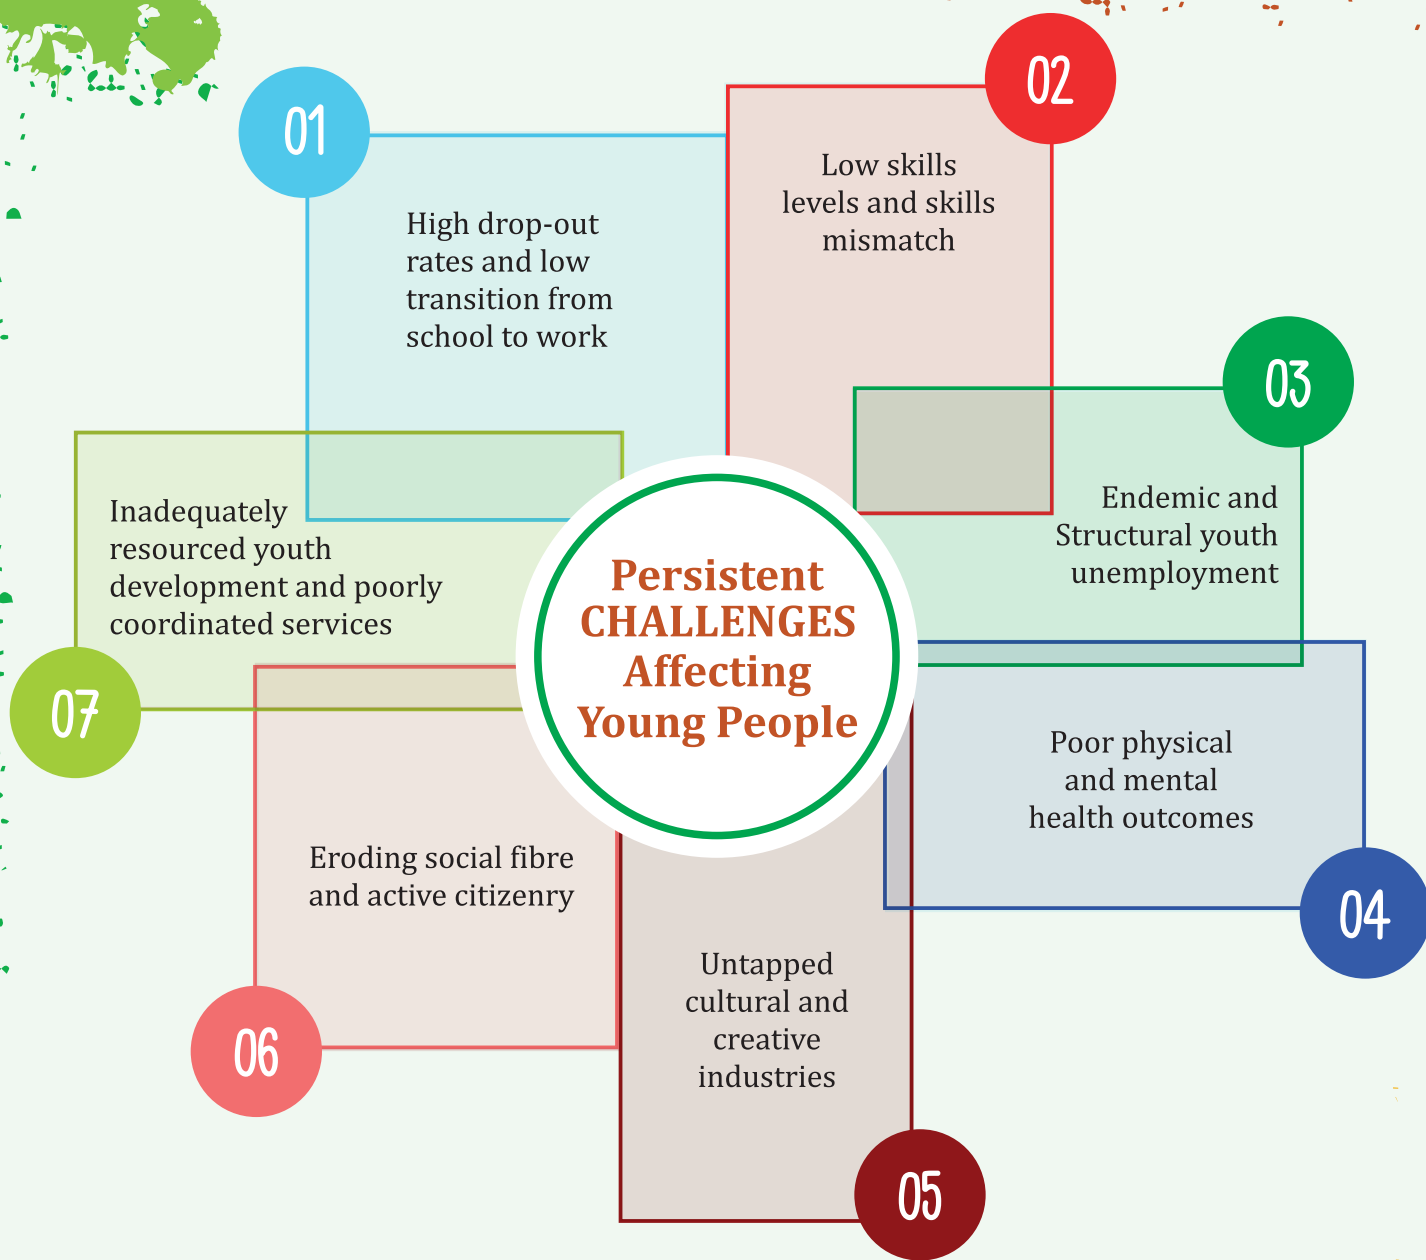 Persistent
CHALLENGES
Affecting
Young People
01
High drop-out
rates and low
transition from
school to work
02
Low skills
levels and skills
mismatch
03
Endemic and
Structural youth
unemployment
04
Poor physical
and mental
health outcomes
05
Untapped
cultural and
creative
industries
06
Eroding social fibre
and active citizenry
07
Inadequately
resourced youth
development and poorly
coordinated services